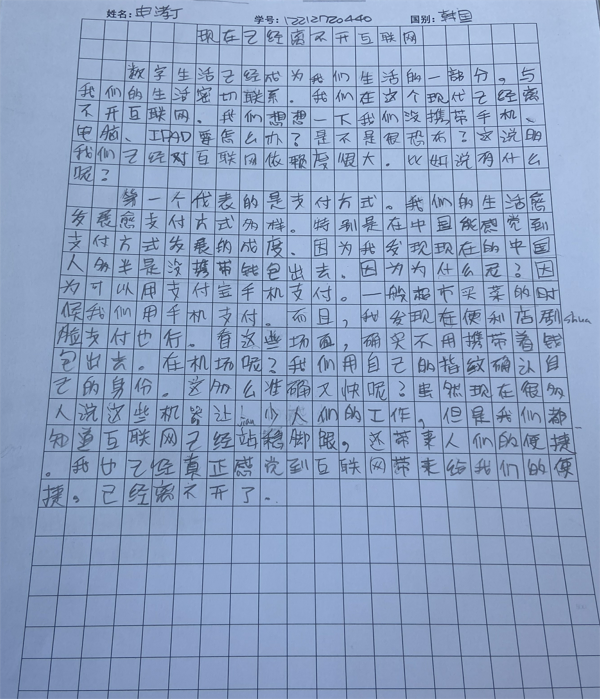 姓名: 申 学号: 12212720440 国别: 韩国
现在已经离不开互联网
数字生活已经成为我们生活的一部分,与
我们的生活密切联系。我们在这个现代已经离
不开互联网。我们想想一下我们没携带手机、
电脑、IPAD要怎么办?是不是很恐怖?这说的
我们已经对互联网依赖度很大。比如说有什么
呢?
第一个代表的是支付方式。我们的生活愈
发展愈支付方式多样。特别是在中国能感觉到
支付方式发展的成度、因为我发现现在的中国
人多半是没携带钱包出去、因为为什么尼?因
为可以用支付宝手机支付。一般超市买菜的时
候我们用手机支付。而且,我发现在便利店刷shua
脸支付也行。看这些场面,确实不用携带着钱
包出去。在机场呢?我们用自己的指纹确认自
己的身份。这多么准确又快呢?虽然现在很多
人说这些机器让jian少人们的工作,但是我们都
知道互联网已经站稳脚跟,还带来人们的便捷
。我也已经真正感觉到互联网带来给我们的便
捷,已经离不开了。